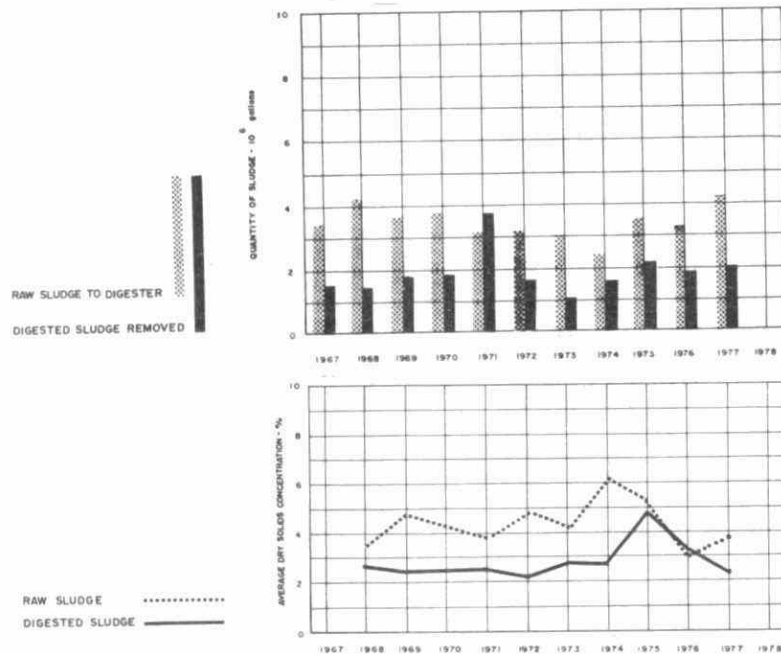 10
8
6
4
2
0
QUANTITY OF SLUDGE - 10⁶ gallons
RAW SLUDGE TO DIGESTER
DIGESTED SLUDGE REMOVED
1967 1968 1969 1970 1971 1972 1973 1974 1973 1976 1977 1978
10
8
6
4
2
0
AVERAGE DRY SOLIDS CONCENTRATION - %
RAW SLUDGE
DIGESTED SLUDGE
1967 1968 1969 1970 1971 1972 1973 1974 1975 1976 1977 1978